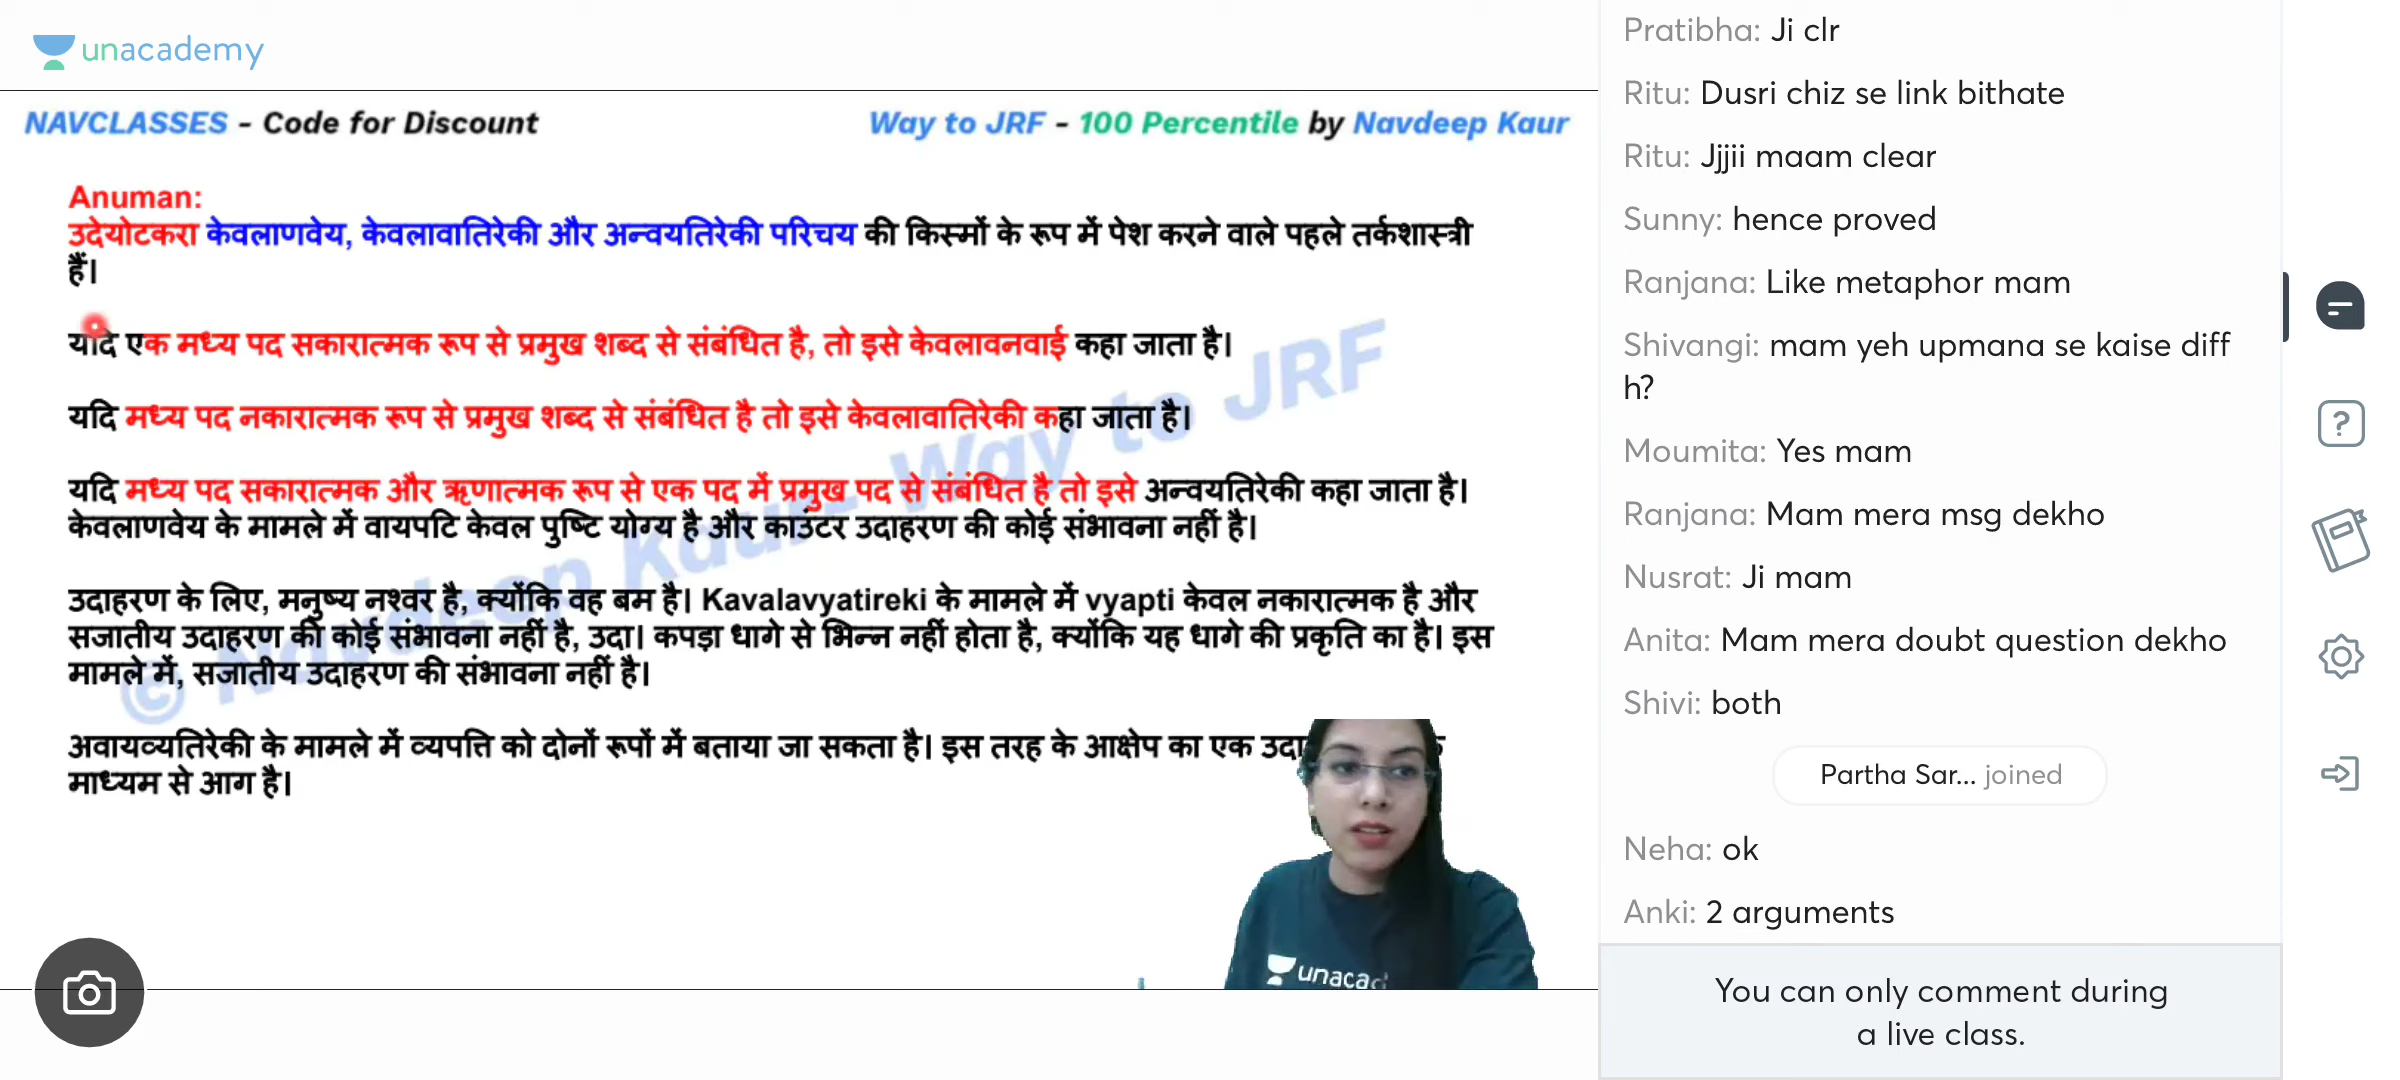 unacademy
NAVCLASSES - Code for Discount
Way to JRF - 100 Percentile by Navdeep Kaur
Anuman:
उदेयोटकरा केवलाणवेय, केवलावातिरेकी और अन्वयतिरेकी परिचय की किस्मों के रूप में पेश करने वाले पहले तर्कशास्त्री
हैं।
यदि एक मध्य पद सकारात्मक रूप से प्रमुख शब्द से संबंधित है, तो इसे केवलावनवाई कहा जाता है।
यदि मध्य पद नकारात्मक रूप से प्रमुख शब्द से संबंधित है तो इसे केवलावातिरेकी कहा जाता है।
यदि मध्य पद सकारात्मक और ऋणात्मक रूप से एक पद में प्रमुख पद से संबंधित है तो इसे अन्वयतिरेकी कहा जाता है।
केवलाणवेय के मामले में वायपटि केवल पुष्टि योग्य है और काउंटर उदाहरण की कोई संभावना नहीं है।
उदाहरण के लिए, मनुष्य नश्वर है, क्योंकि वह बम है। Kavalavyatireki के मामले में vyapti केवल नकारात्मक है और
सजातीय उदाहरण की कोई संभावना नहीं है, उदा। कपड़ा धागे से भिन्न नहीं होता है, क्योंकि यह धागे की प्रकृति का है। इस
मामले में, सजातीय उदाहरण की संभावना नहीं है।
अवायव्यतिरेकी के मामले में व्यपत्ति को दोनों रूपों में बताया जा सकता है। इस तरह के आक्षेप का एक
माध्यम से आग है।
© Navdeep Kaur - Way to JRF
unacad
Pratibha: Ji clr
Ritu: Dusri chiz se link bithate
Ritu: Jjjii maam clear
Sunny: hence proved
Ranjana: Like metaphor mam
Shivangi: mam yeh upmana se kaise diff
h?
Moumita: Yes mam
Ranjana: Mam mera msg dekho
Nusrat: Ji mam
Anita: Mam mera doubt question dekho
Shivi: both
Partha Sar... joined
Neha: ok
Anki: 2 arguments
You can only comment during
a live class.